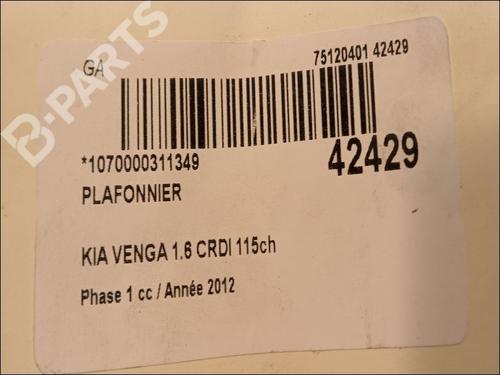 GA
75120401 42429
*1070000311349
42429
PLAFONNIER
KIA VENGA 1.6 CRDI 115ch
Phase 1 cc / Année 2012
B-PARTS